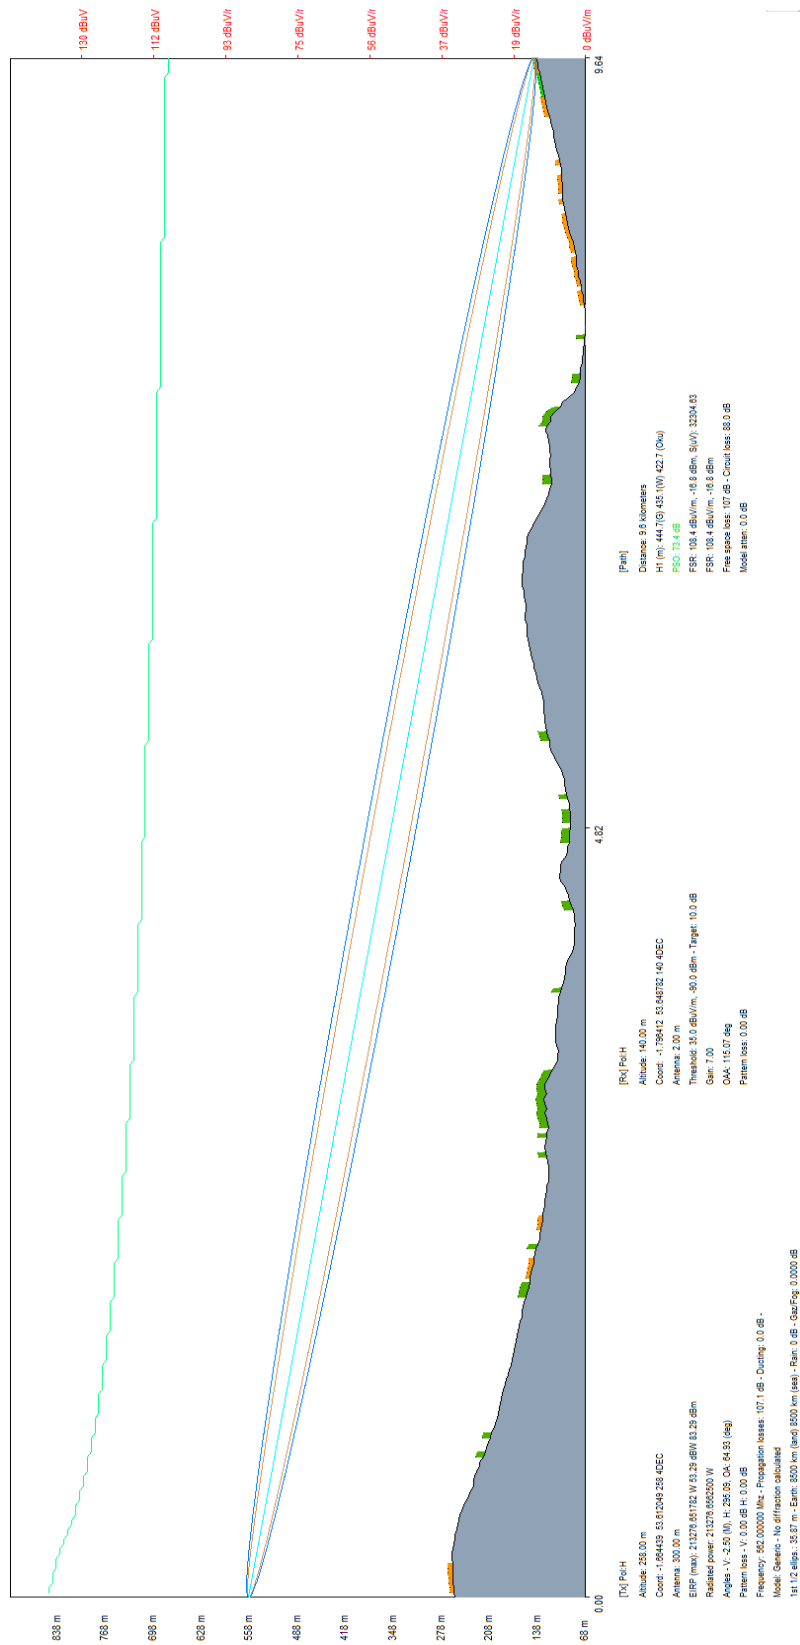 130 dBuV
112 dBuV/r
93 dBuV/r
75 dBuV/r
56 dBuV/r
37 dBuV/r
19 dBuV/r
0 dBuV/m
838 m
768 m
698 m
628 m
558 m
488 m
418 m
348 m
278 m
208 m
138 m
68 m
0.00
4.82
9.64
[Tx] Pol:H
Altitude: 258.00 m
Coord: -1.664439 53.612049 258 4DEC
Antenna: 300.00 m
EIRP (max): 213276.651782 W 53.29 dBW 83.29 dBm
Radiated power: 213276.6562500 W
Angles - V: -2.50 (M), H: 295.09, OA: 64.93 (deg)
Pattern loss - V: 0.00 dB H: 0.00 dB
Frequency: 562.000000 Mhz - Propagation losses: 107.1 dB - Ducting: 0.0 dB -
Model: Generic - No diffraction calculated
1st 1/2 ellips.: 35.87 m - Earth: 8500 km (land) 8500 km (sea) - Rain: 0 dB - Gaz/Fog: 0.0000 dB
[Rx] Pol:H
Altitude: 140.00 m
Coord: -1.796412 53.648782 140 4DEC
Antenna: 2.00 m
Threshold: 35.0 dBuV/m, -90.0 dBm - Target: 10.0 dB
Gain: 7.00
OAA: 115.07 deg
Pattern loss: 0.00 dB
[Path]
Distance: 9.6 kilometers
H1 (m): 444.7(G) 435.1(W) 422.7 (Oku)
PSO: 73.4 dB
FSR: 108.4 dBuV/m, -16.8 dBm, S(uV): 32304.63
FSR: 108.4 dBuV/m, -16.8 dBm
Free space loss: 107 dB - Circuit loss: 88.0 dB
Model atten: 0.0 dB